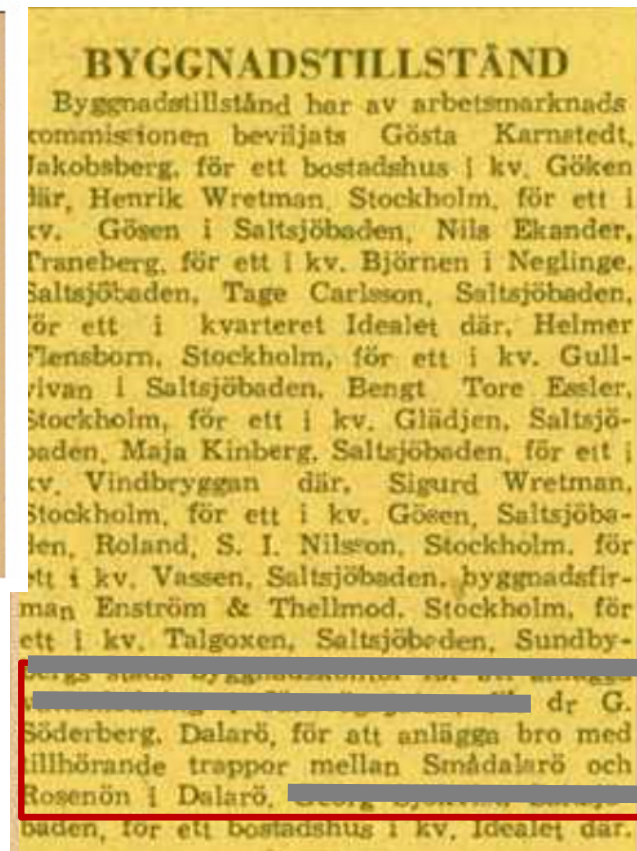 BYGGNADSTILLSTÅND
Byggnadstillstånd har av arbetsmarknads
kommissionen beviljats Gösta Karnstedt,
Jakobsberg, för ett bostadshus i kv. Göken
där, Henrik Wretman, Stockholm, för ett i
kv. Gösen i Saltsjöbaden, Nils Ekander,
Traneberg, för ett i kv. Björnen i Neglinge,
Saltsjöbaden, Tage Carlsson, Saltsjöbaden,
för ett i kvarteret Idealet där, Helmer
Flensborn, Stockholm, för ett i kv. Gull-
vivan i Saltsjöbaden, Bengt Tore Essler,
Stockholm, för ett i kv. Glädjen, Saltsjö-
baden, Maja Kinberg, Saltsjöbaden, för ett i
kv. Vindbryggan där, Sigurd Wretman,
Stockholm, för ett i kv. Gösen, Saltsjöba-
den, Roland, S. I. Nilsson, Stockholm, för
ett i kv. Vassen, Saltsjöbaden, byggnadsfir-
man Enström & Thellmod, Stockholm, för
ett i kv. Talgoxen, Saltsjöbaden, Sundby-
dr G.
Söderberg, Dalarö, för att anlägga bro med
tillhörande trappor mellan Smådalarö och
Rosenön i Dalarö,
baden, för ett bostadshus i kv. Idealet där.